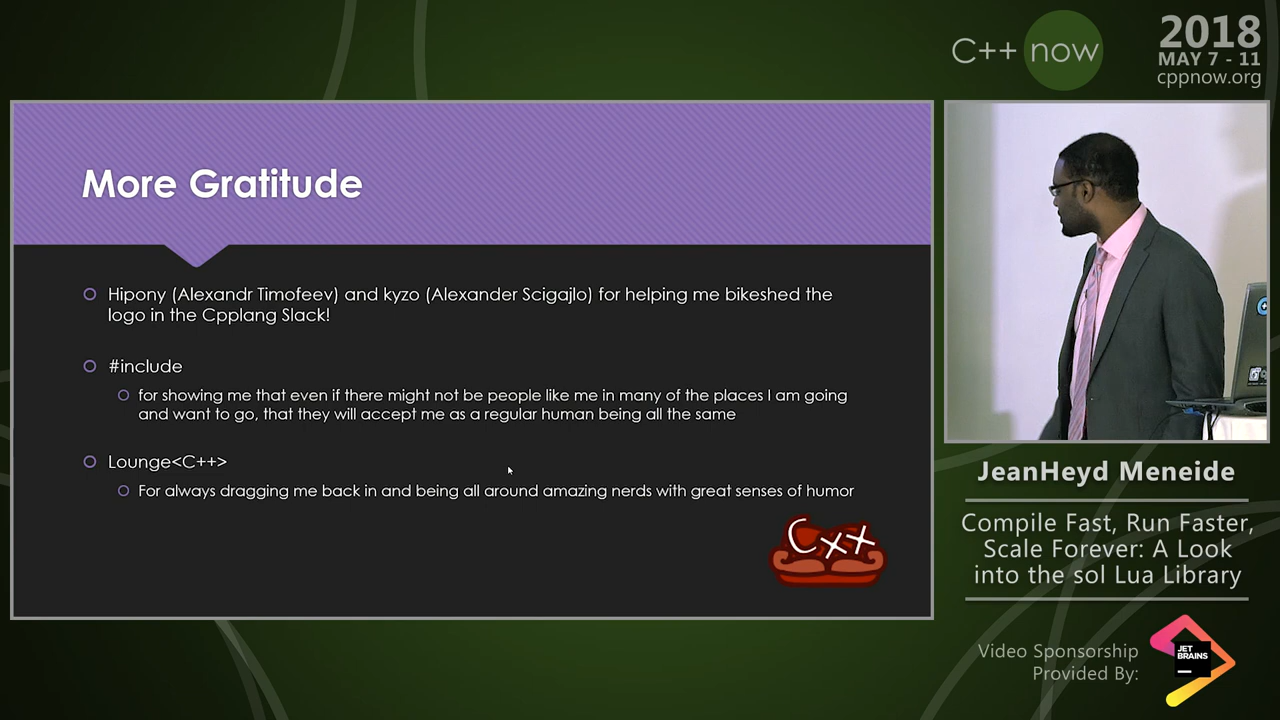 C++ now
2018
MAY 7 - 11
cppnow.org
More Gratitude
Hipony (Alexandr Timofeev) and kyzo (Alexander Scigajlo) for helping me bikeshed the
logo in the Cpplang Slack!
#include
for showing me that even if there might not be people like me in many of the places I am going
and want to go, that they will accept me as a regular human being all the same
Lounge<C++>
For always dragging me back in and being all around amazing nerds with great senses of humor
Cxx
JeanHeyd Meneide
Compile Fast, Run Faster,
Scale Forever: A Look
into the sol Lua Library
Video Sponsorship
Provided By:
JET
BRAINS